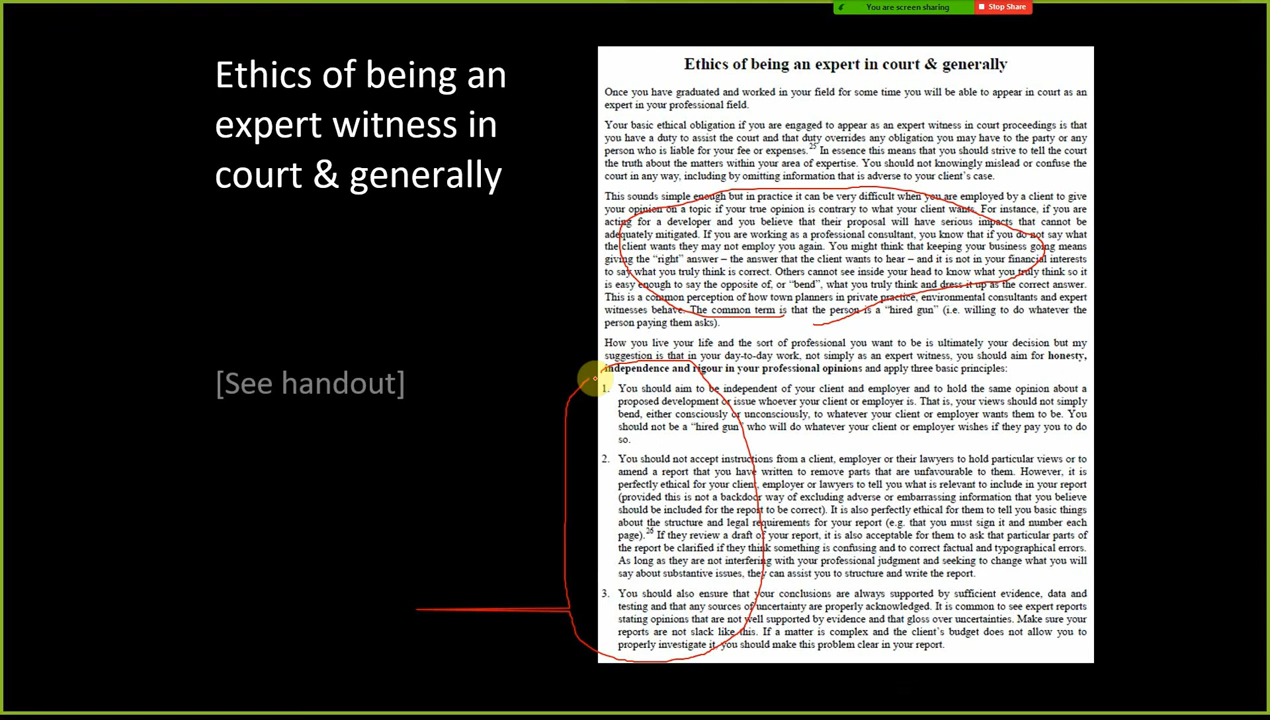 You are screen sharing
Stop Share
Ethics of being an
expert witness in
court & generally
[See handout]
Ethics of being an expert in court & generally
Once you have graduated and worked in your field for some time you will be able to appear in court as an
expert in your professional field.
Your basic ethical obligation if you are engaged to appear as an expert witness in court proceedings is that
you have a duty to assist the court and that duty overrides any obligation you may have to the party or any
person who is liable for your fee or expenses.25 In essence this means that you should strive to tell the court
the truth about the matters within your area of expertise. You should not knowingly mislead or confuse the
court in any way, including by omitting information that is adverse to your client's case.
This sounds simple enough but in practice it can be very difficult when you are employed by a client to give
your opinion on a topic if your true opinion is contrary to what your client wants. For instance, if you are
acting for a developer and you believe that their proposal will have serious impacts that cannot be
adequately mitigated. If you are working as a professional consultant, you know that if you do not say what
the client wants they may not employ you again. You might think that keeping your business going means
giving the "right" answer – the answer that the client wants to hear – and it is not in your financial interests
to say what you truly think is correct. Others cannot see inside your head to know what you truly think so it
is easy enough to say the opposite of, or "bend", what you truly think and dress it up as the correct answer.
This is a common perception of how town planners in private practice, environmental consultants and expert
witnesses behave. The common term is that the person is a "hired gun" (i.e. willing to do whatever the
person paying them asks).
How you live your life and the sort of professional you want to be is ultimately your decision but my
suggestion is that in your day-to-day work, not simply as an expert witness, you should aim for honesty,
independence and rigour in your professional opinions and apply three basic principles:
1. You should aim to be independent of your client and employer and to hold the same opinion about a
proposed development or issue whoever your client or employer is. That is, your views should not simply
bend, either consciously or unconsciously, to whatever your client or employer wants them to be. You
should not be a "hired gun" who will do whatever your client or employer wishes if they pay you to do
so.
2. You should not accept instructions from a client, employer or their lawyers to hold particular views or to
amend a report that you have written to remove parts that are unfavourable to them. However, it is
perfectly ethical for your client, employer or lawyers to tell you what is relevant to include in your report
(provided this is not a backdoor way of excluding adverse or embarrassing information that you believe
should be included for the report to be correct). It is also perfectly ethical for them to tell you basic things
about the structure and legal requirements for your report (e.g. that you must sign it and number each
page).26 If they review a draft of your report, it is also acceptable for them to ask that particular parts of
the report be clarified if they think something is confusing and to correct factual and typographical errors.
As long as they are not interfering with your professional judgment and seeking to change what you will
say about substantive issues, they can assist you to structure and write the report.
3. You should also ensure that your conclusions are always supported by sufficient evidence, data and
testing and that any sources of uncertainty are properly acknowledged. It is common to see expert reports
stating opinions that are not well supported by evidence and that gloss over uncertainties. Make sure your
reports are not slack like this. If a matter is complex and the client's budget does not allow you to
properly investigate it, you should make this problem clear in your report.